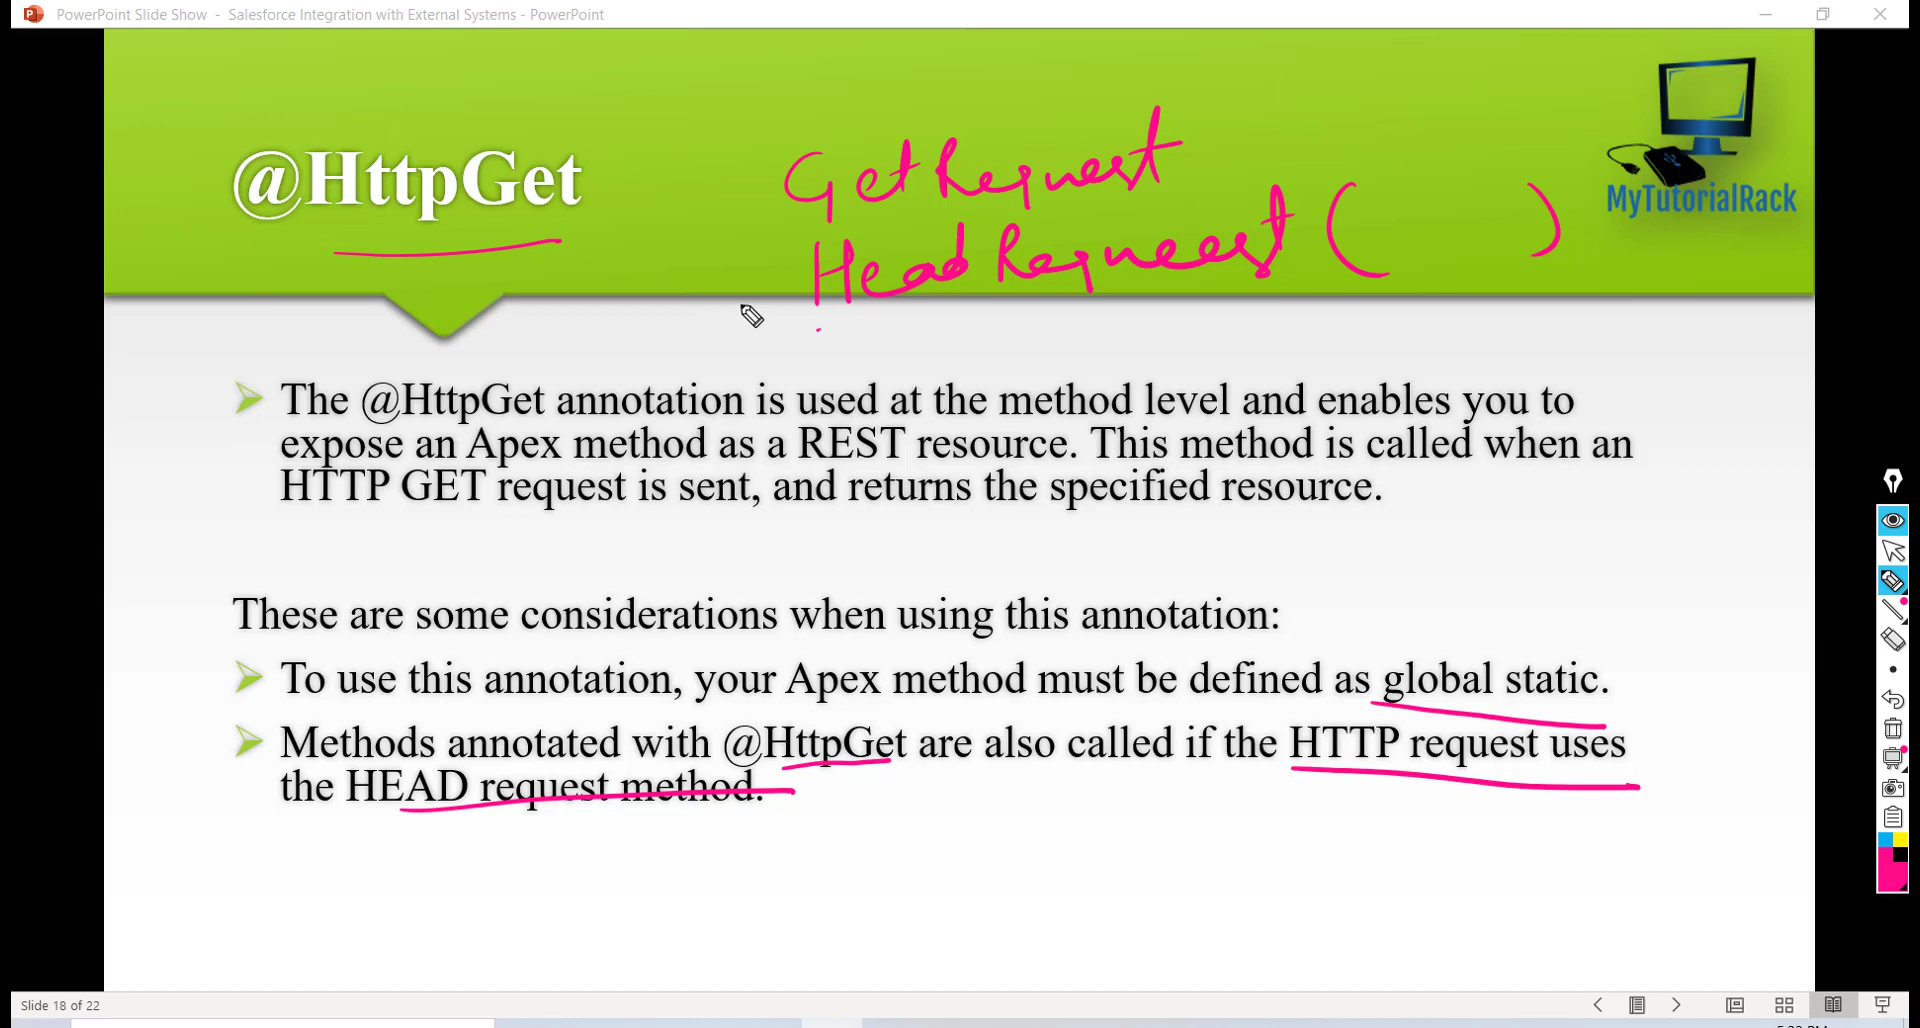 PowerPoint Slide Show - Salesforce Integration with External Systems - PowerPoint
@HttpGet
GetRequest
HeadRequeest ( )
MyTutorialRack
The @HttpGet annotation is used at the method level and enables you to
expose an Apex method as a REST resource. This method is called when an
HTTP GET request is sent, and returns the specified resource.
These are some considerations when using this annotation:
To use this annotation, your Apex method must be defined as global static.
Methods annotated with @HttpGet are also called if the HTTP request uses
the HEAD request method.
Slide 18 of 22